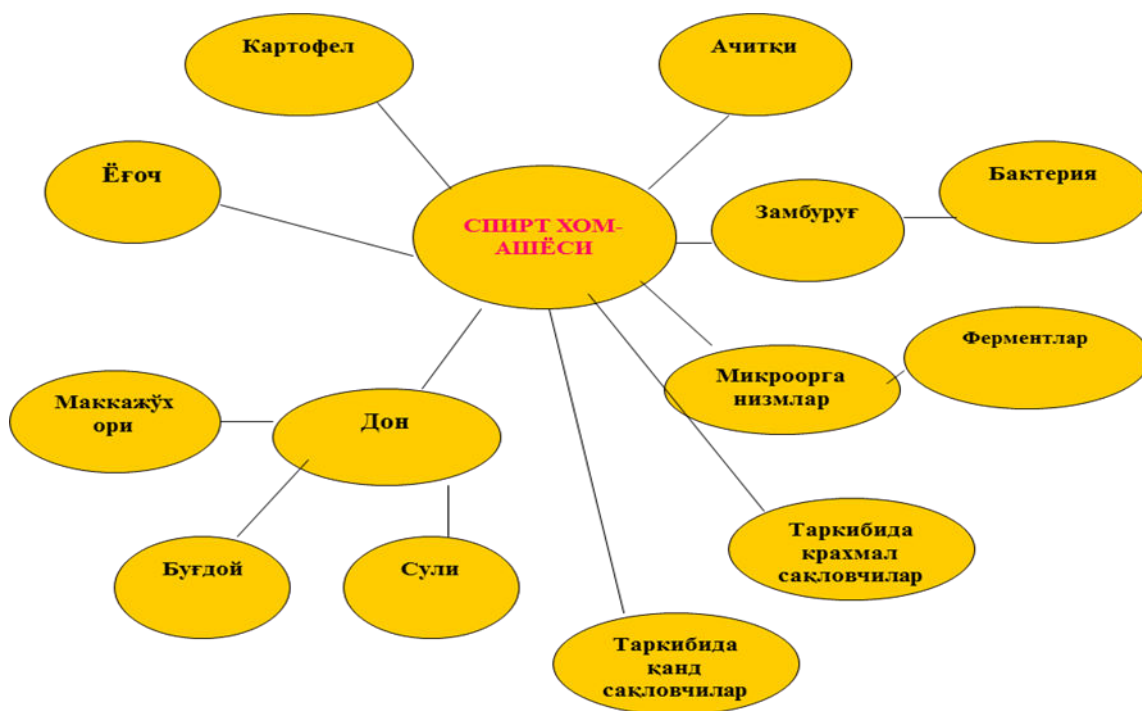 Картофел
Ачитқи
Ёғоч
Бактерия
Замбуруғ
СПИРТ ХОМ-
АШЁСИ
Ферментлар
Микроорга
низмлар
Маккажўх
ори
Дон
Таркибида
крахмал
сақловчилар
Буғдой
Сули
Таркибида
қанд
сақловчилар